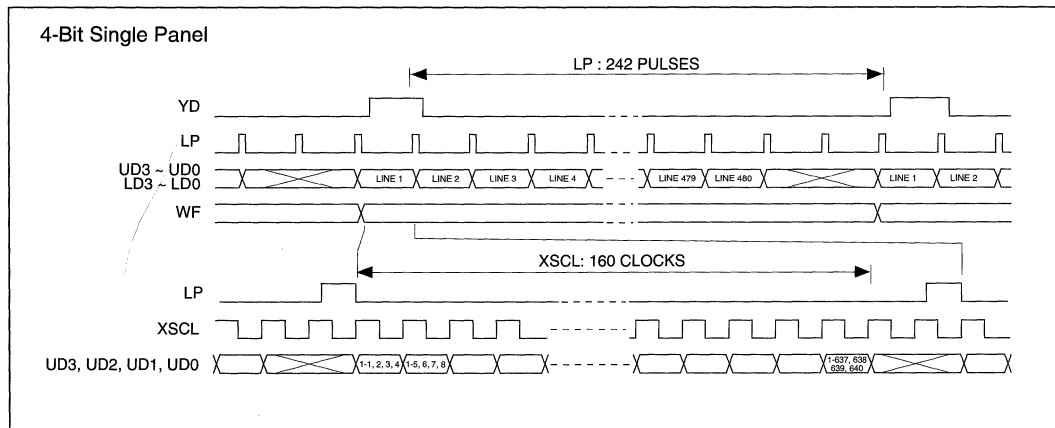 4-Bit Single Panel
LP : 242 PULSES
YD
LP
UD3 ~ UD0
LD3 ~ LD0
LINE 1 LINE 2 LINE 3 LINE 4 LINE 479 LINE 480 LINE 1 LINE 2
WF
XSCL: 160 CLOCKS
LP
XSCL
UD3, UD2, UD1, UD0
1-1, 2, 3, 4 1-5, 6, 7, 8 1-637, 638
639, 640